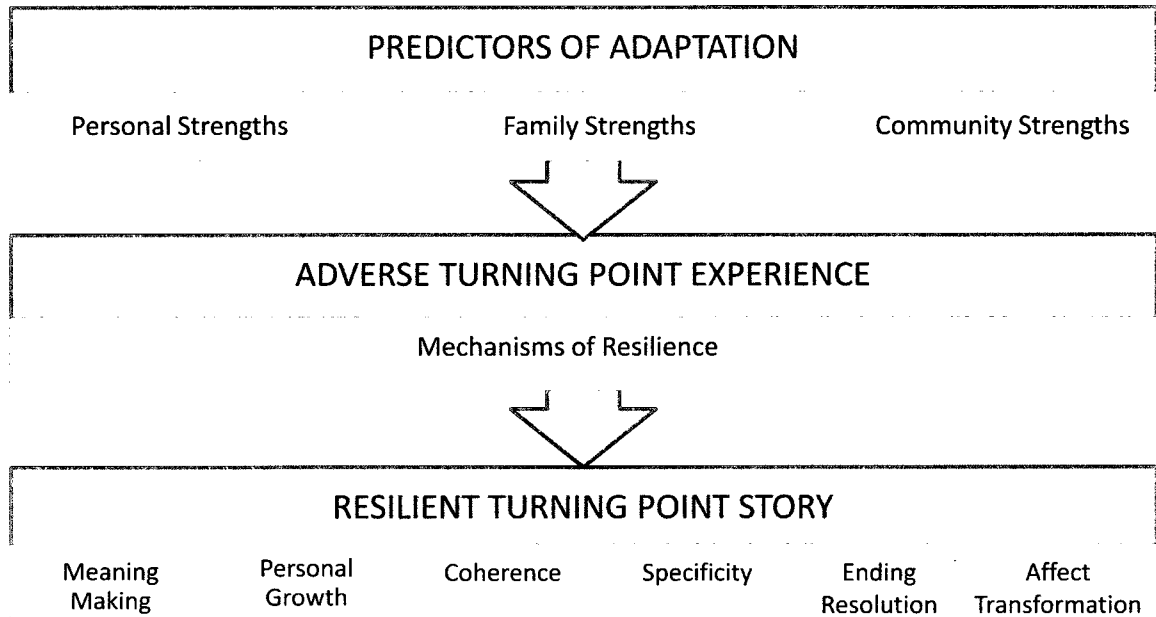 PREDICTORS OF ADAPTATION
Personal Strengths Family Strengths Community Strengths
ADVERSE TURNING POINT EXPERIENCE
Mechanisms of Resilience
RESILIENT TURNING POINT STORY
Meaning Personal Coherence Specificity Ending Affect
Making Growth Resolution Transformation